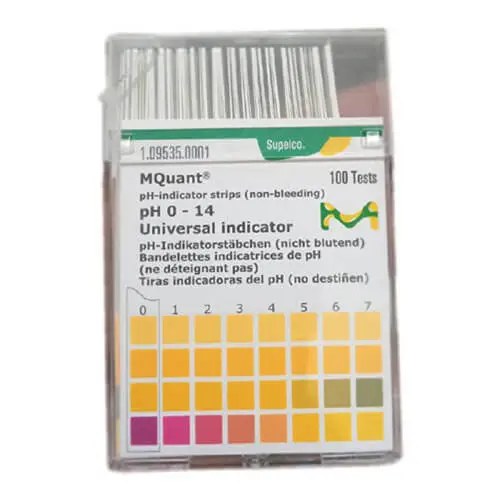 1.09535.0001
Supelco.
MQuant®
100 Tests
pH-indicator strips (non-bleeding)
pH 0 - 14
Universal indicator
pH-Indikatorstäbchen (nicht blutend)
Bandelettes indicatrices de pH
(ne déteignant pas)
Tiras indicadoras del pH (no destiñen)
0 1 2 3 4 5 6 7